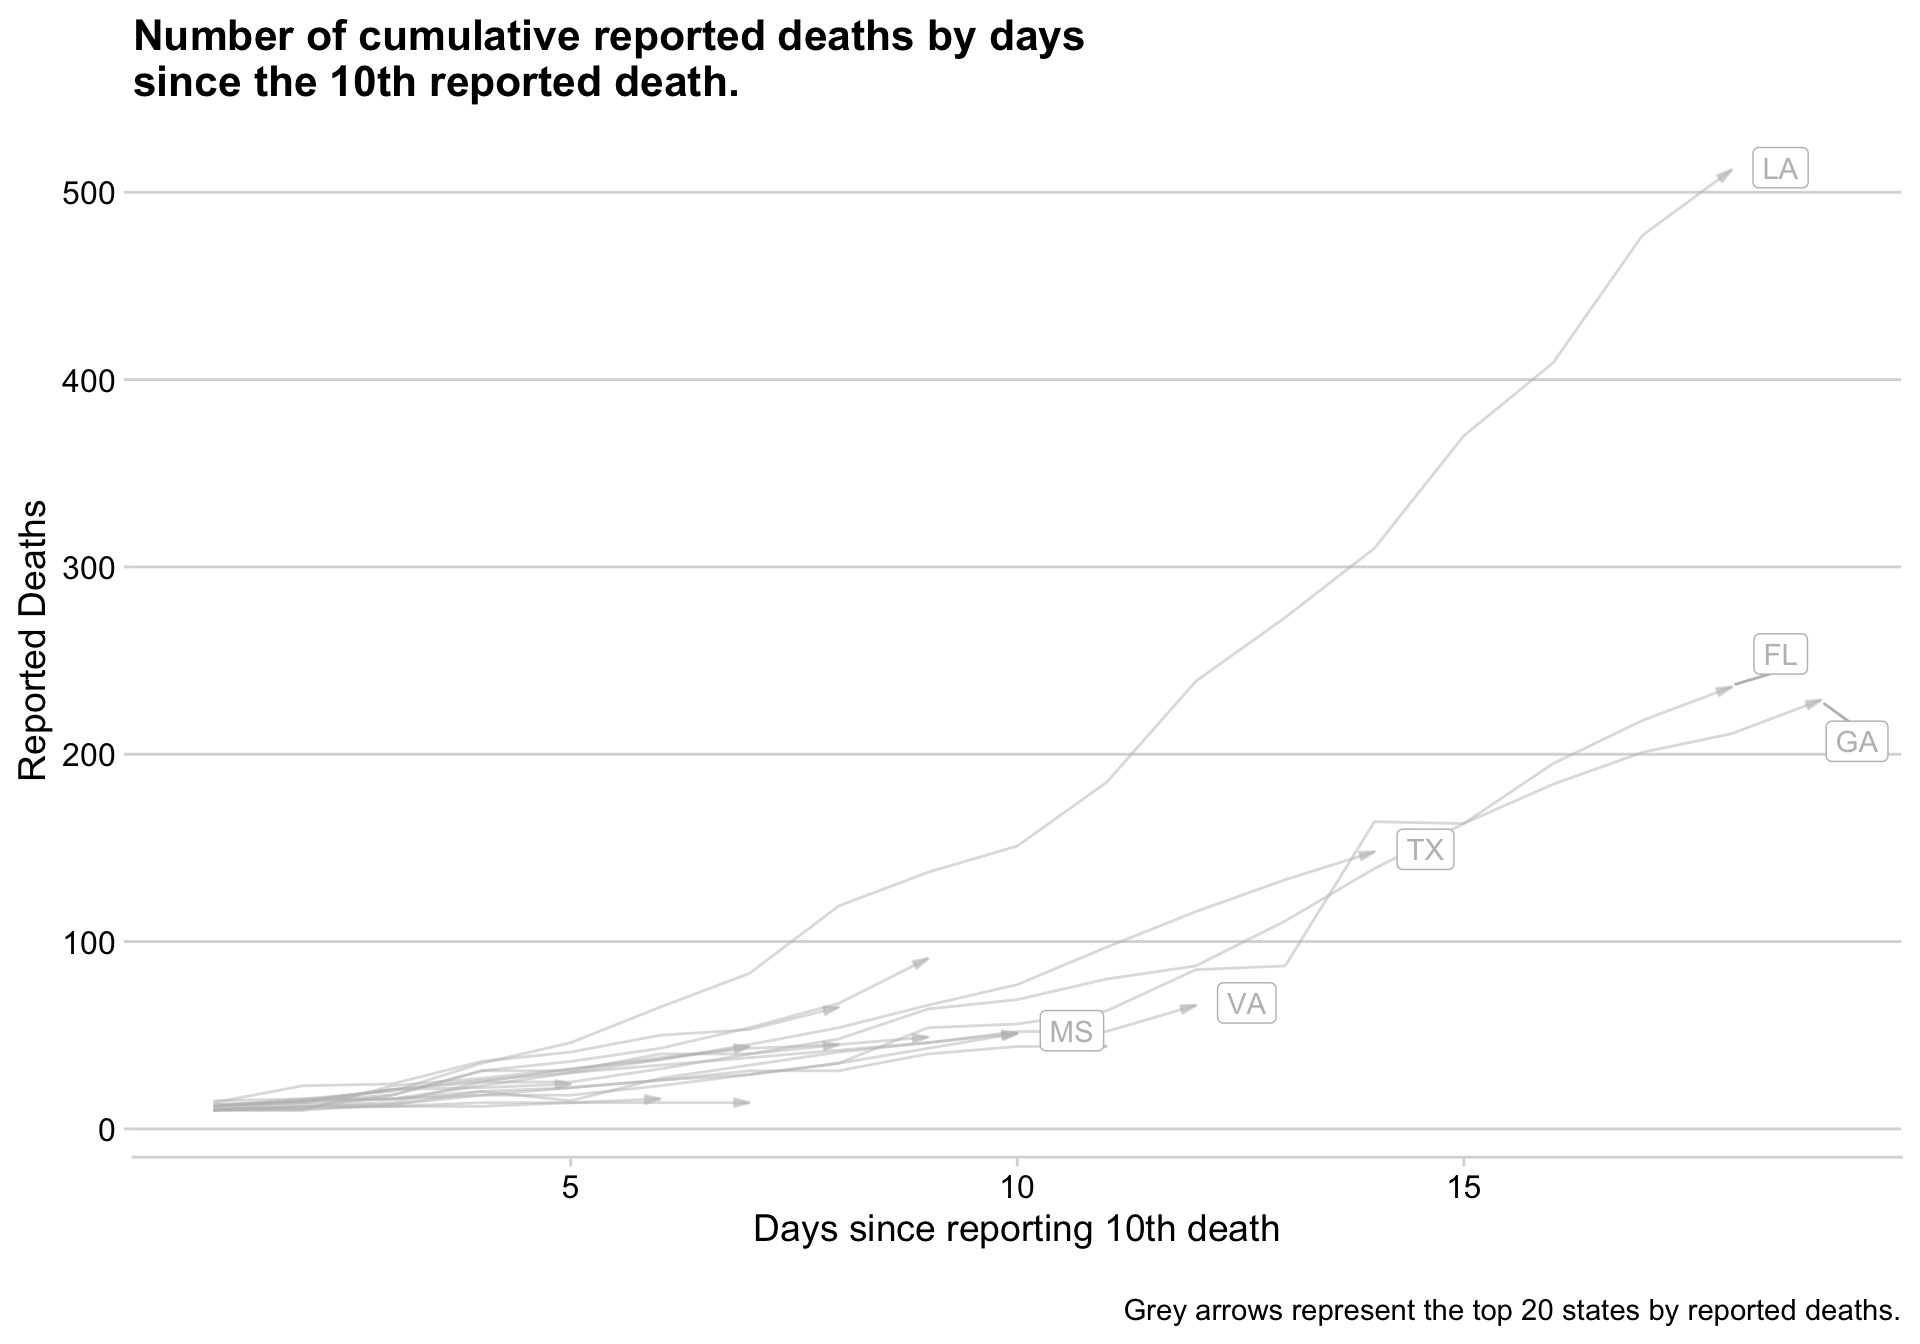 Number of cumulative reported deaths by days
since the 10th reported death.
LA
500
400
300
FL
GA
200
TX
100
VA
MS
0
Reported Deaths
5 10 15
Days since reporting 10th death
Grey arrows represent the top 20 states by reported deaths.